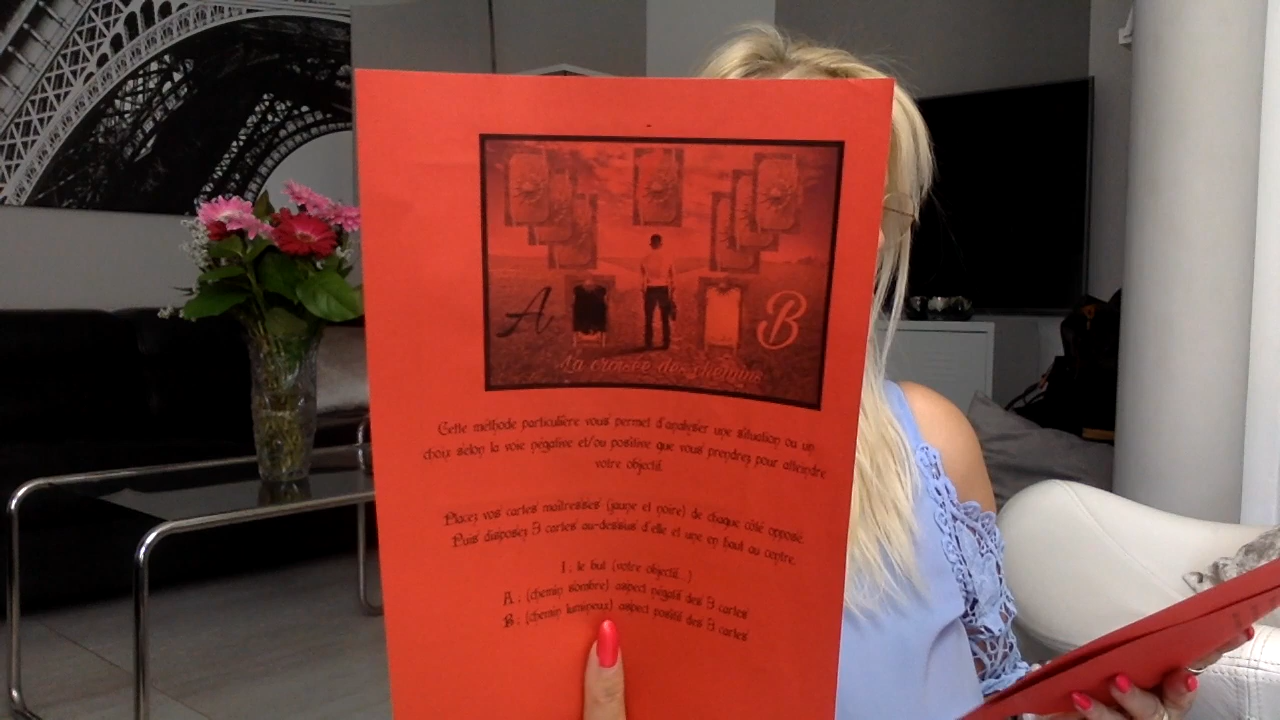 A
B
La croisée des chemins
Cette méthode particulière vous permet d'analyser une situation ou un
choix selon la voie négative et/ou positive que vous prendrez pour atteindre
votre objectif.
Placez vos cartes maîtresses (jaune et noire) de chaque côté opposé.
Puis disposez 3 cartes au-dessus d'elle et une en haut au centre.
1 : le but (votre objectif...)
A : (chemin sombre) aspect négatif des 3 cartes
B : (chemin lumineux) aspect positif des 3 cartes